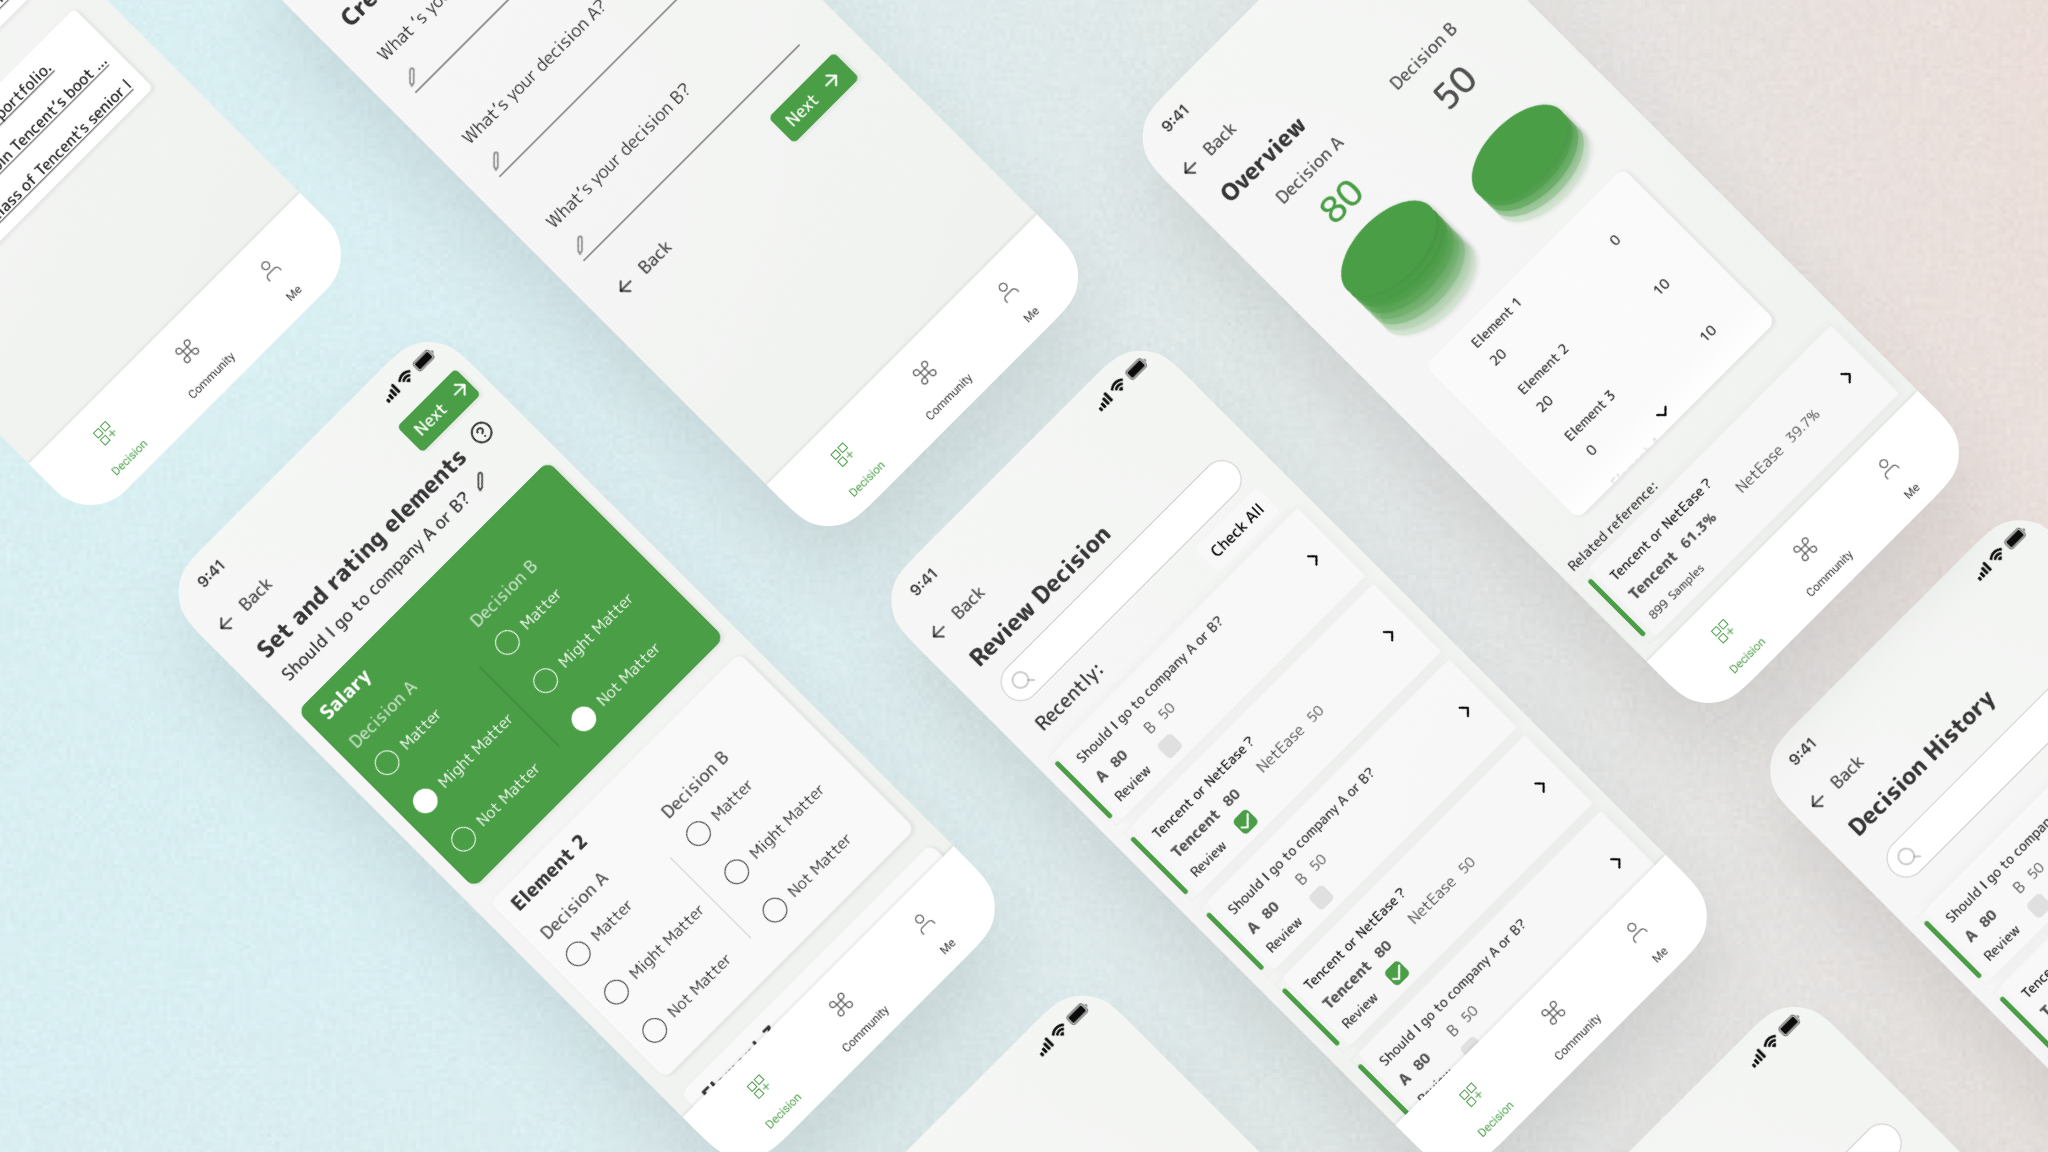 portfolio.
in Tencent's boot ...
lass of Tencent's senior l
Decision
Community
Me
What's your decision A?
What's your decision B?
Next
Back
Decision
Community
Me
9:41
Back
Overview
Decision A
Decision B
80
50
Element 1
20
0
Element 2
20
10
Element 3
0
10
Related reference:
Tencent or NetEase ?
Tencent 61.3%
NetEase 39.7%
899 Samples
Decision
Community
Me
9:41
Back
Next
Set and rating elements
Should I go to company A or B?
Salary
Decision A
Decision B
Matter
Matter
Might Matter
Might Matter
Not Matter
Not Matter
Element 2
Decision A
Decision B
Matter
Matter
Might Matter
Might Matter
Not Matter
Not Matter
Decision
Community
Me
9:41
Back
Review Decision
Check All
Recently:
Should I go to company A or B?
A 80
B 50
Review
Tencent or NetEase ?
Tencent 80
NetEase 50
Review
Should I go to company A or B?
A 80
B 50
Review
Tencent or NetEase ?
Tencent 80
NetEase 50
Review
Should I go to company A or B?
A 80
B 50
Decision
Community
Me
9:41
Back
Decision History
Should I go to
A 80
B 50
Review